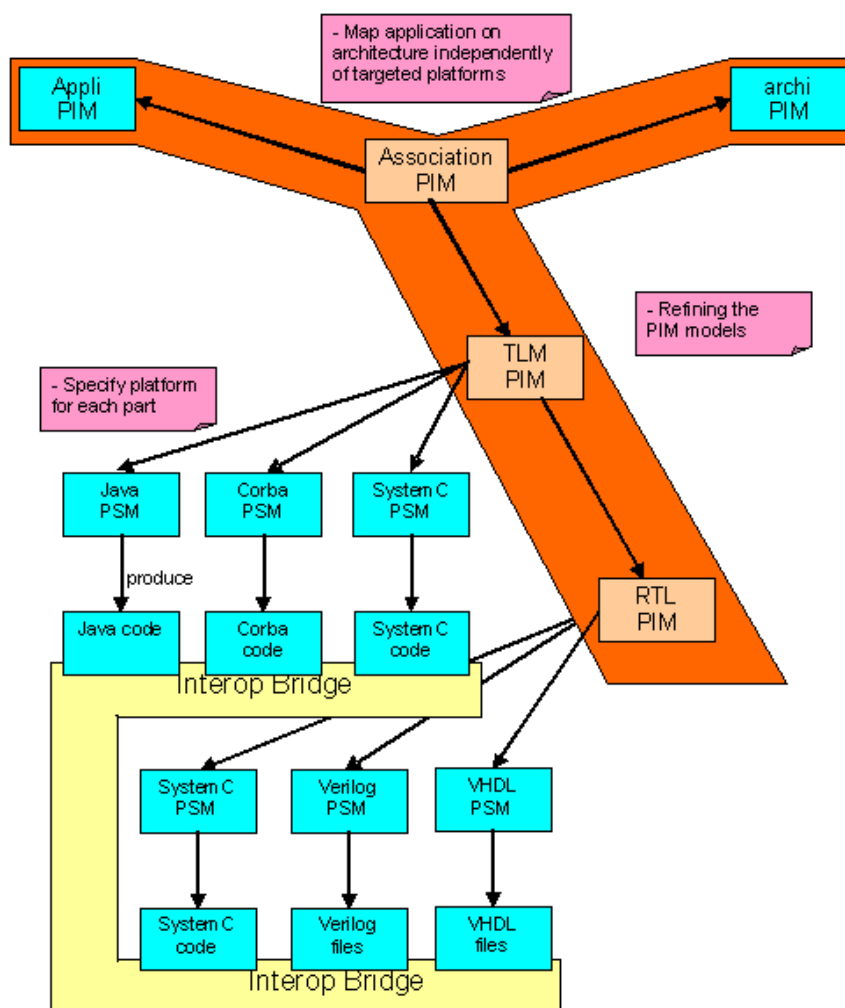 - Map application on
architecture independently
of targeted platforms
Appli
PIM
archi
PIM
Association
PIM
- Refining the
PIM models
TLM
PIM
- Specify platform
for each part
Java
PSM
Corba
PSM
System C
PSM
produce
RTL
PIM
Java code
Corba
code
System C
code
Interop Bridge
System C
PSM
Verilog
PSM
VHDL
PSM
System C
code
Verilog
files
VHDL
files
Interop Bridge